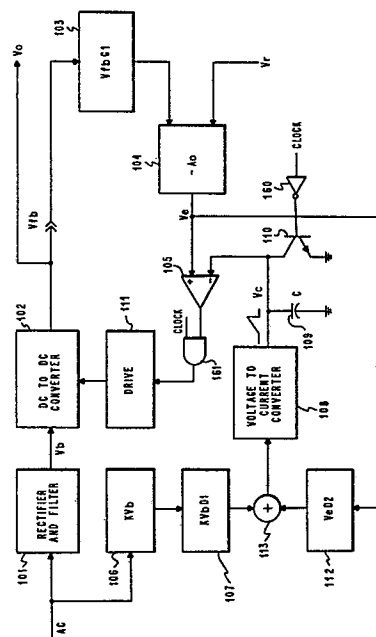 Vo
103
VfbG1
Vr
Vfb
104
- Ao
CLOCK
160
Ve
110
102
DC TO DC
CONVERTER
105
+
-
Vc
C
109
111
DRIVE
CLOCK
161
VOLTAGE TO
CURRENT
CONVERTER
108
Vb
RECTIFIER
AND FILTER
101
KVb
106
KVbD1
107
+
113
VeD2
112
AC